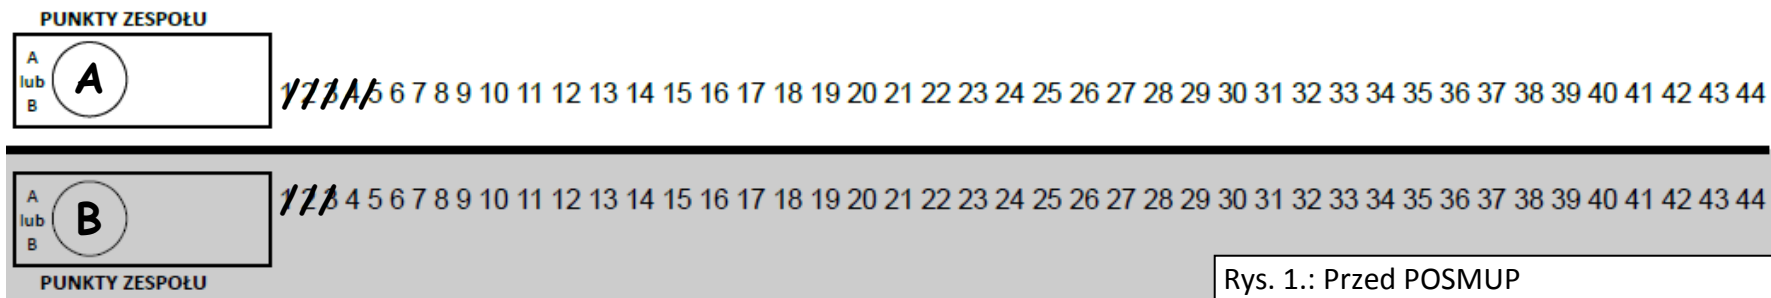 PUNKTY ZESPOŁU
A
lub
B
A
1 2 3 4 5 6 7 8 9 10 11 12 13 14 15 16 17 18 19 20 21 22 23 24 25 26 27 28 29 30 31 32 33 34 35 36 37 38 39 40 41 42 43 44
A
lub
B
B
1 2 3 4 5 6 7 8 9 10 11 12 13 14 15 16 17 18 19 20 21 22 23 24 25 26 27 28 29 30 31 32 33 34 35 36 37 38 39 40 41 42 43 44
PUNKTY ZESPOŁU
Rys. 1.: Przed POSMUP